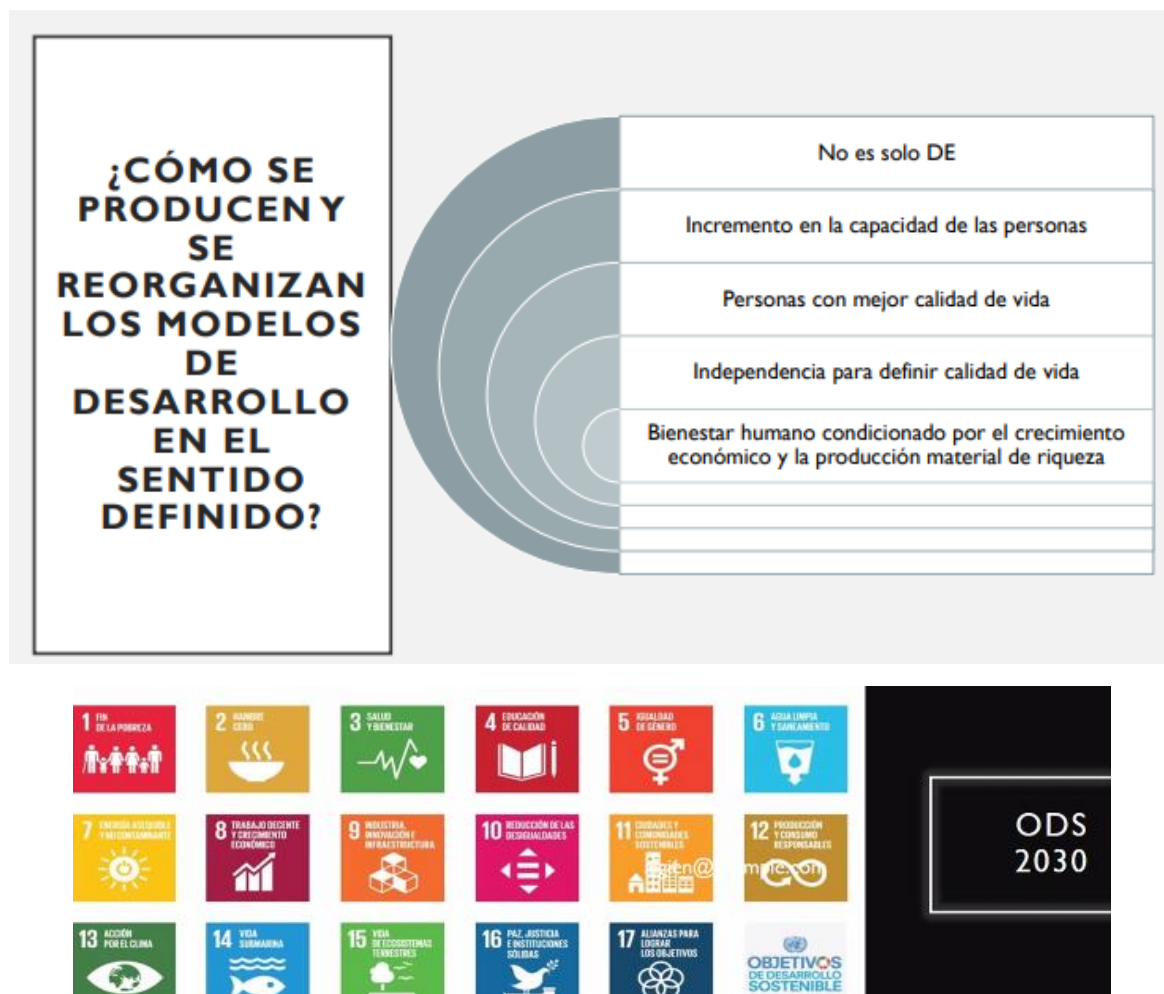 ¿CÓMO SE
PRODUCEN Y
SE
REORGANIZAN
LOS MODELOS
DE
DESARROLLO
EN EL
SENTIDO
DEFINIDO?
No es solo DE
Incremento en la capacidad de las personas
Personas con mejor calidad de vida
Independencia para definir calidad de vida
Bienestar humano condicionado por el crecimiento
económico y la producción material de riqueza
1 FIN
DE LA POBREZA
2 HAMBRE
CERO
3 SALUD
Y BIENESTAR
4 EDUCACIÓN
DE CALIDAD
5 IGUALDAD
DE GÉNERO
6 AGUA LIMPIA
Y SANEAMIENTO
7 ENERGÍA ASEQUIBLE
Y NO CONTAMINANTE
8 TRABAJO DECENTE
Y CRECIMIENTO
ECONÓMICO
9 INDUSTRIA,
INNOVACIÓN E
INFRAESTRUCTURA
10 REDUCCIÓN DE LAS
DESIGUALDADES
11 CIUDADES Y
COMUNIDADES
SOSTENIBLES
12 PRODUCCIÓN
Y CONSUMO
RESPONSABLES
13 ACCIÓN
POR EL CLIMA
14 VIDA
SUBMARINA
15 VIDA
DE ECOSISTEMAS
TERRESTRES
16 PAZ, JUSTICIA
E INSTITUCIONES
SÓLIDAS
17 ALIANZAS PARA
LOGRAR
LOS OBJETIVOS
OBJETIVOS
DE DESARROLLO
SOSTENIBLE
ODS
2030